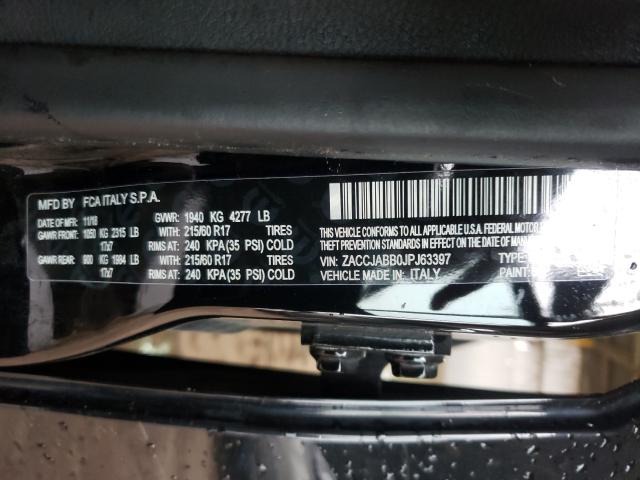 MFD BY FCA ITALY S.P.A.
DATE OF MFR: 11/18 GVWR: 1940 KG 4277 LB
GAWR FRONT: 1050 KG 2315 LB WITH: 215/60 R17 TIRES
17x7 RIMS AT: 240 KPA(35 PSI) COLD
GAWR REAR: 900 KG 1984 LB WITH: 215/60 R17 TIRES
17x7 RIMS AT: 240 KPA(35 PSI) COLD
THIS VEHICLE CONFORMS TO ALL APPLICABLE U.S.A. FEDERAL MOTOR
THEFT PREVENTION STANDARDS IN EFFECT ON THE DATE OF MANU
VIN: ZACCJABB0JPJ63397 TYPE
VEHICLE MADE IN: ITALY PAINT: